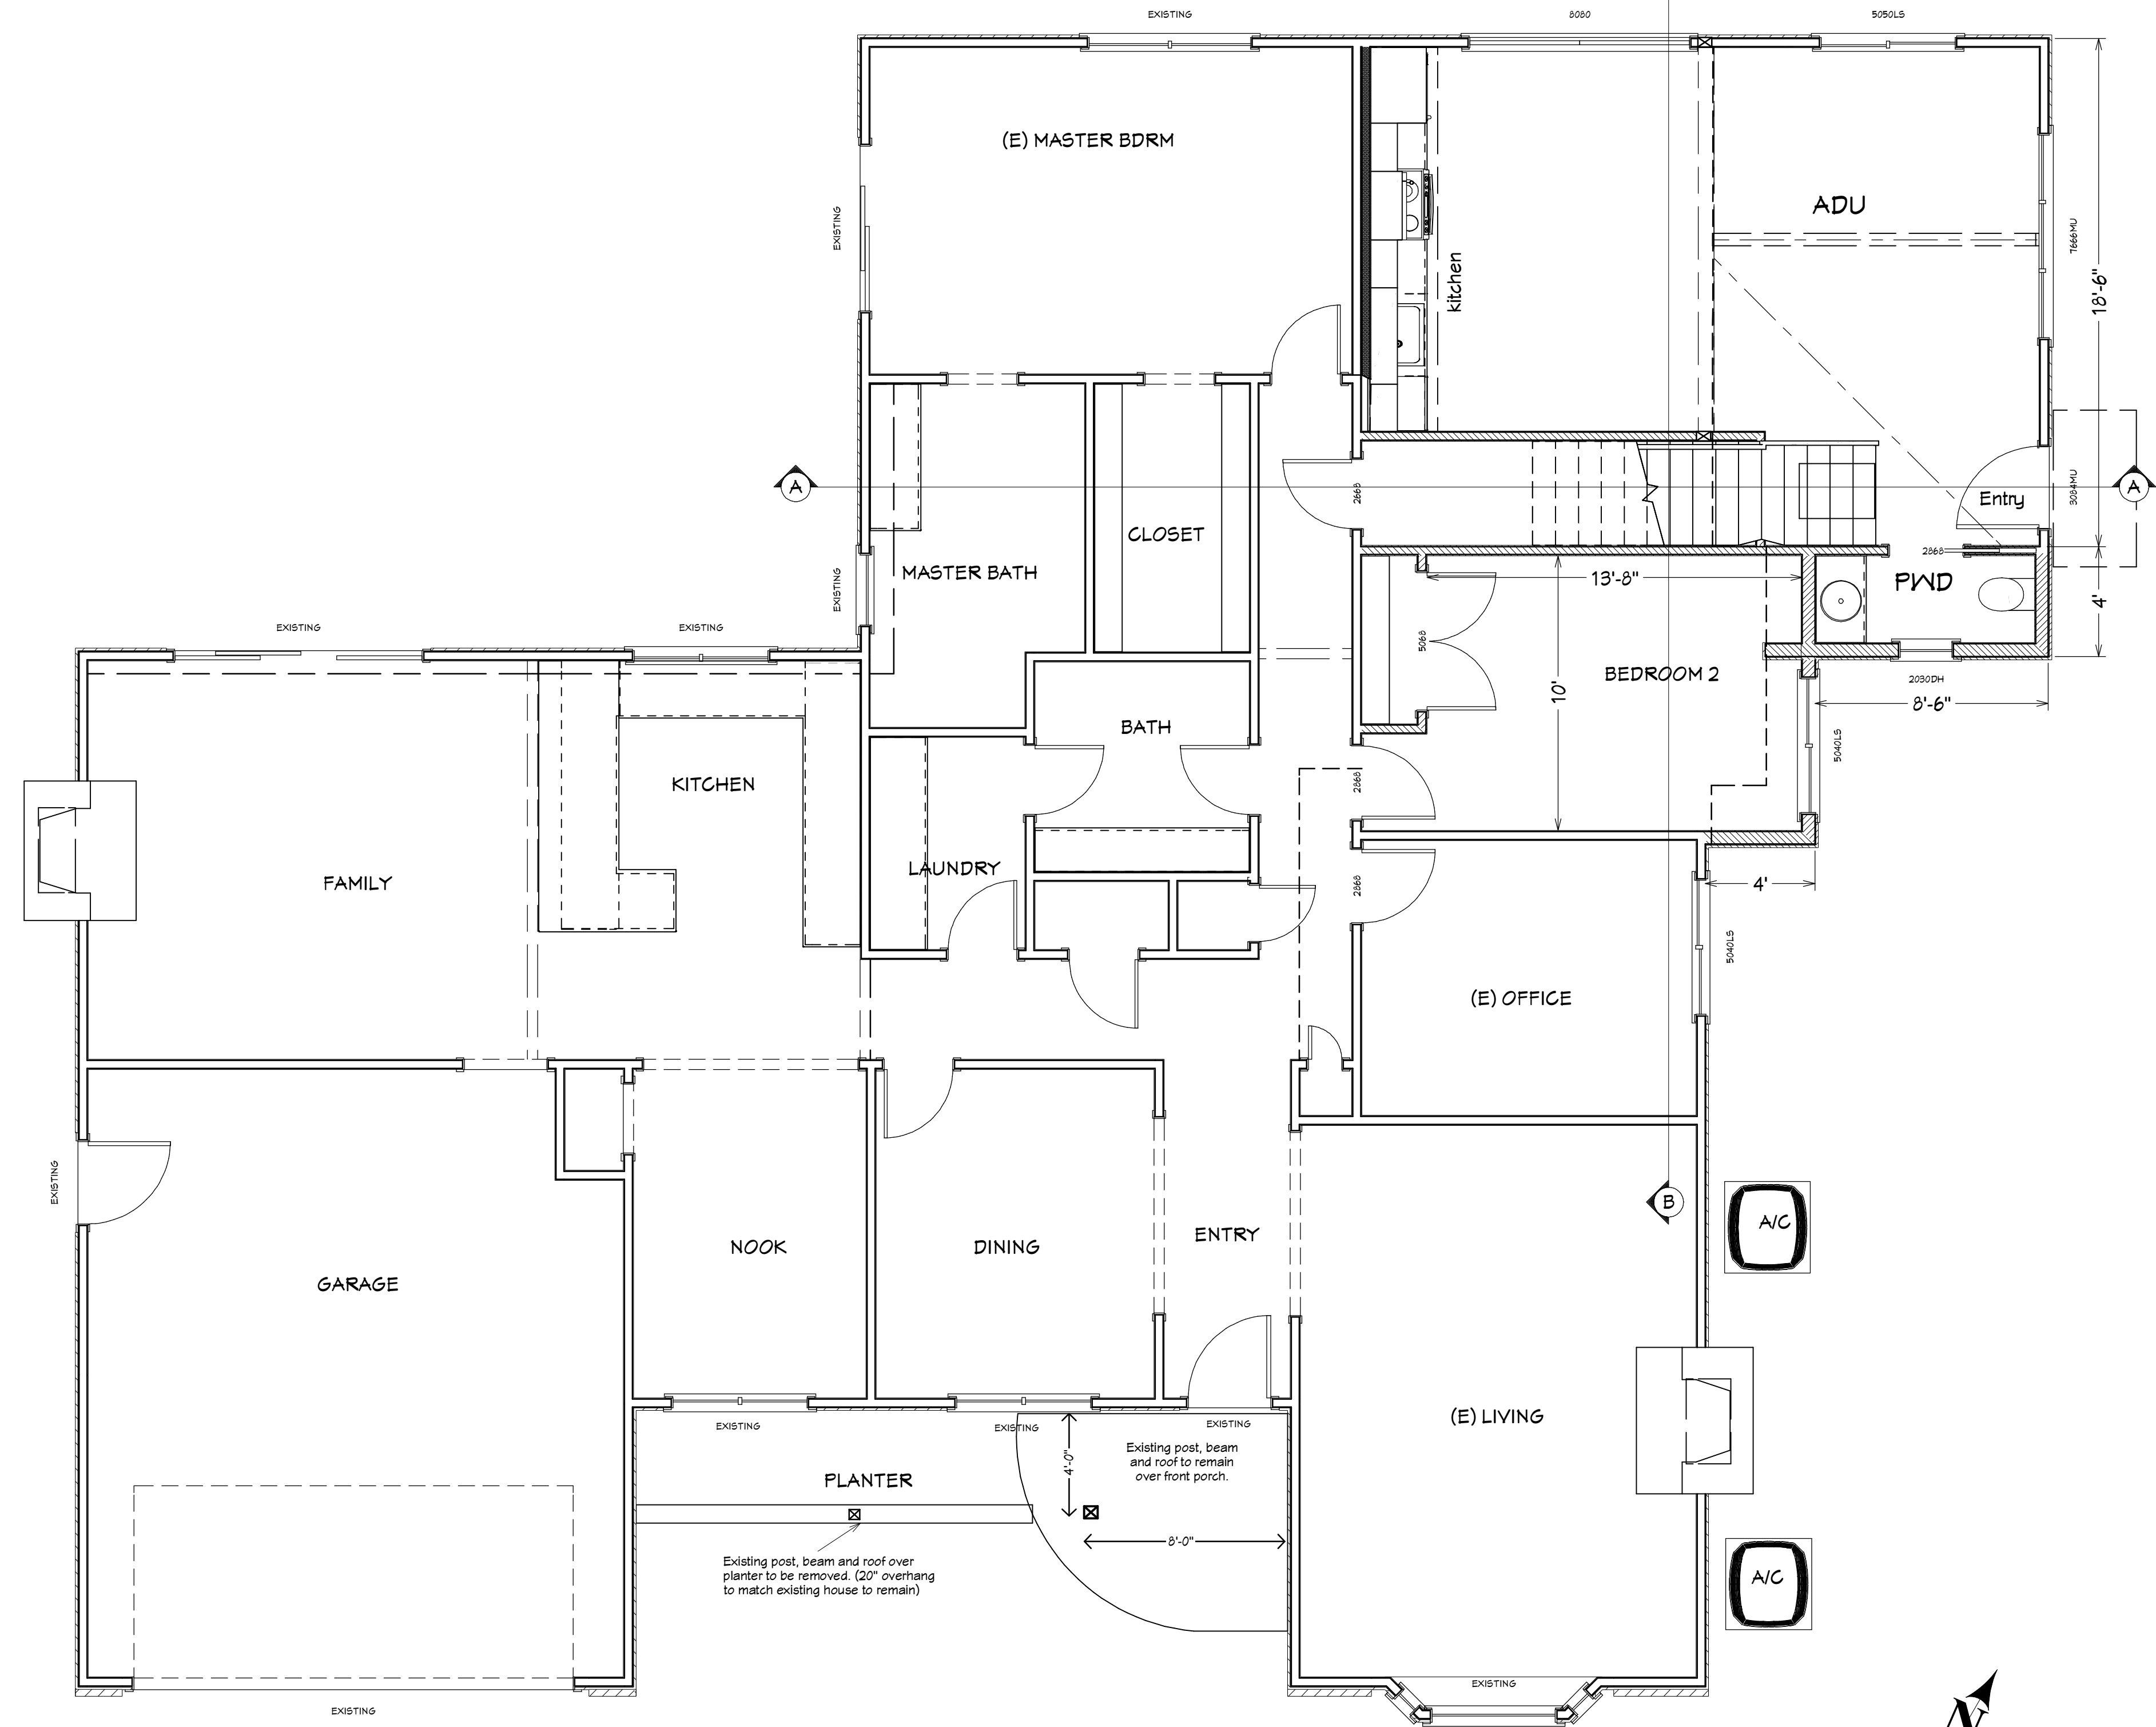 EXISTING
8080
5050LS
(E) MASTER BDRM
EXISTING
ADU
7666MU
18'-6"
kitchen
A
2668
Entry
3084MU
A
CLOSET
2868
MASTER BATH
EXISTING
13'-8"
PWD
4'
EXISTING
EXISTING
5068
BEDROOM 2
10'
2030DH
8'-6"
BATH
5040LS
KITCHEN
2868
LAUNDRY
FAMILY
2868
4'
5040LS
(E) OFFICE
EXISTING
B
A/C
NOOK
DINING
ENTRY
GARAGE
(E) LIVING
EXISTING
EXISTING
EXISTING
4'-0"
Existing post, beam
and roof to remain
over front porch.
PLANTER
8'-0"
Existing post, beam and roof over
planter to be removed. (20" overhang
to match existing house to remain)
A/C
EXISTING
EXISTING
N